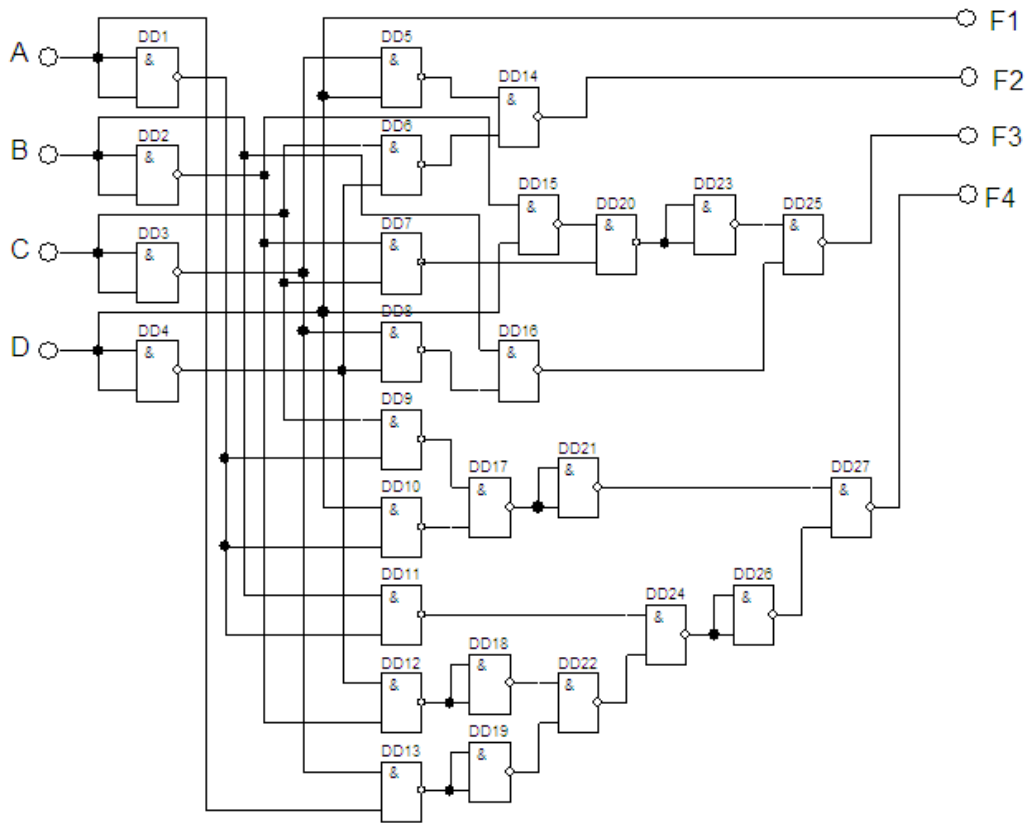 F1
A
DD1
&
DD5
&
DD14
&
F2
B
DD2
&
DD6
&
F3
DD15
&
DD20
&
DD23
&
DD25
&
F4
C
DD3
&
DD7
&
D
DD4
&
DD8
&
DD16
&
DD9
&
DD17
&
DD21
&
DD27
&
DD10
&
DD11
&
DD24
&
DD26
&
DD12
&
DD18
&
DD22
&
DD13
&
DD19
&